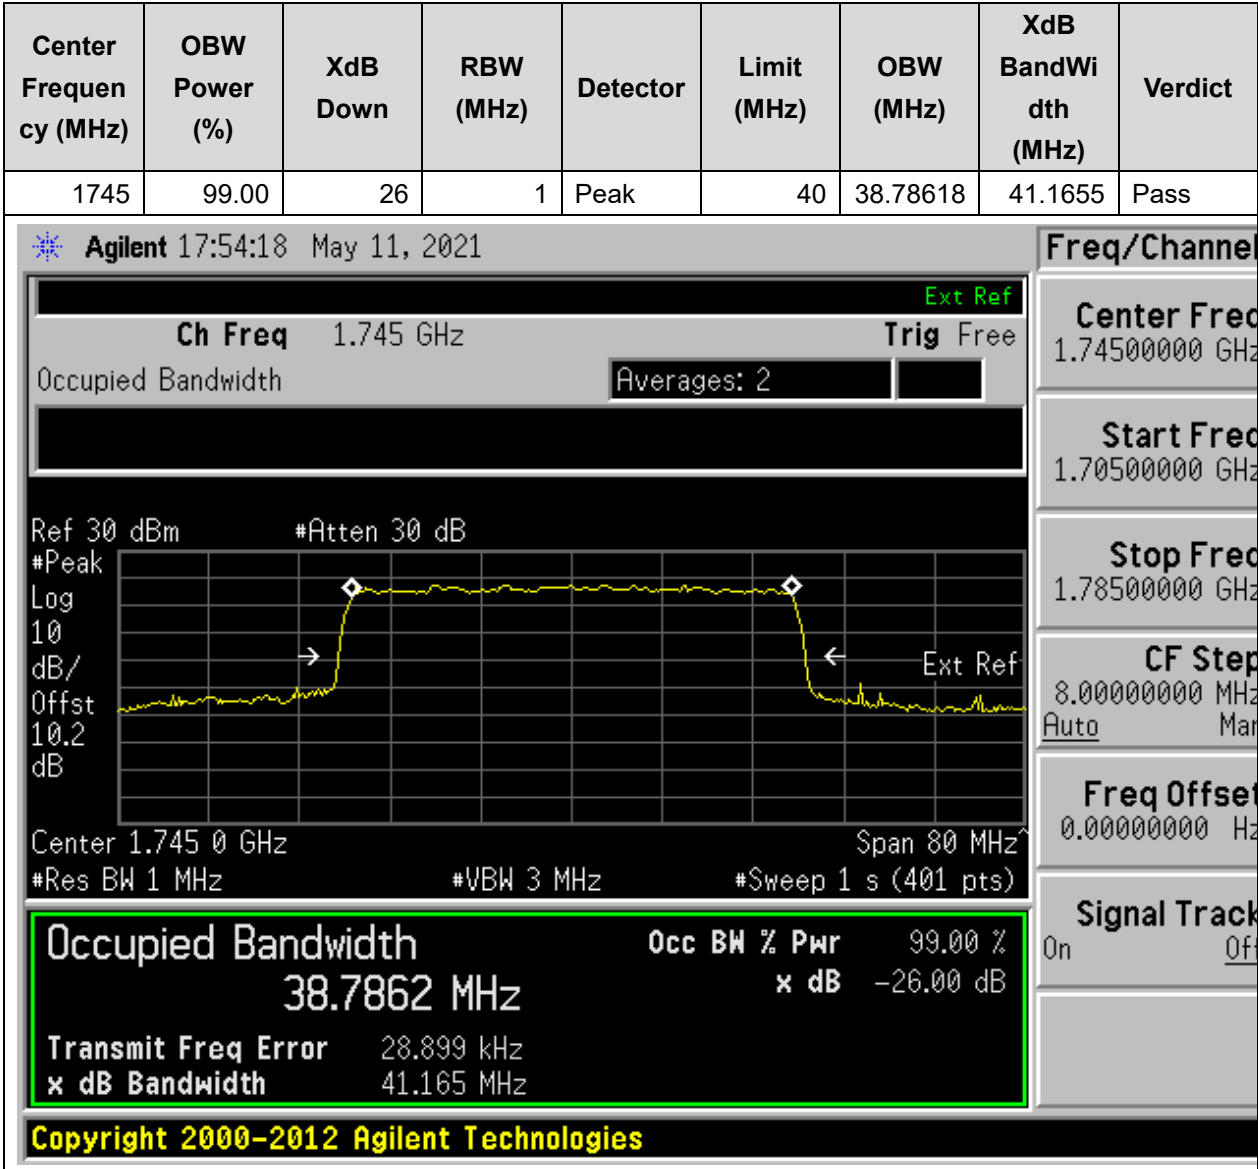 Center Frequen cy (MHz) OBW Power (%) XdB Down RBW (MHz) Detector Limit (MHz) OBW (MHz) XdB BandWi dth (MHz) Verdict
1745 99.00 26 1 Peak 40 38.78618 41.1655 Pass
Agilent 17:54:18 May 11, 2021
Freq/Channel
Ext Ref
Ch Freq 1.745 GHz Trig Free
Occupied Bandwidth Averages: 2
Center Freq
1.74500000 GHz
Start Freq
1.70500000 GHz
Stop Freq
1.78500000 GHz
CF Step
8.00000000 MHz
Auto Man
Freq Offset
0.00000000 Hz
Signal Track
On Off
Ref 30 dBm #Atten 30 dB
#Peak
Log
10
dB/
Offst
10.2
dB
Ext Ref
Center 1.745 0 GHz Span 80 MHz^
#Res BW 1 MHz #VBW 3 MHz #Sweep 1 s (401 pts)
Occupied Bandwidth Occ BW % Pwr 99.00 %
38.7862 MHz x dB -26.00 dB
Transmit Freq Error 28.899 kHz
x dB Bandwidth 41.165 MHz
Copyright 2000-2012 Agilent Technologies